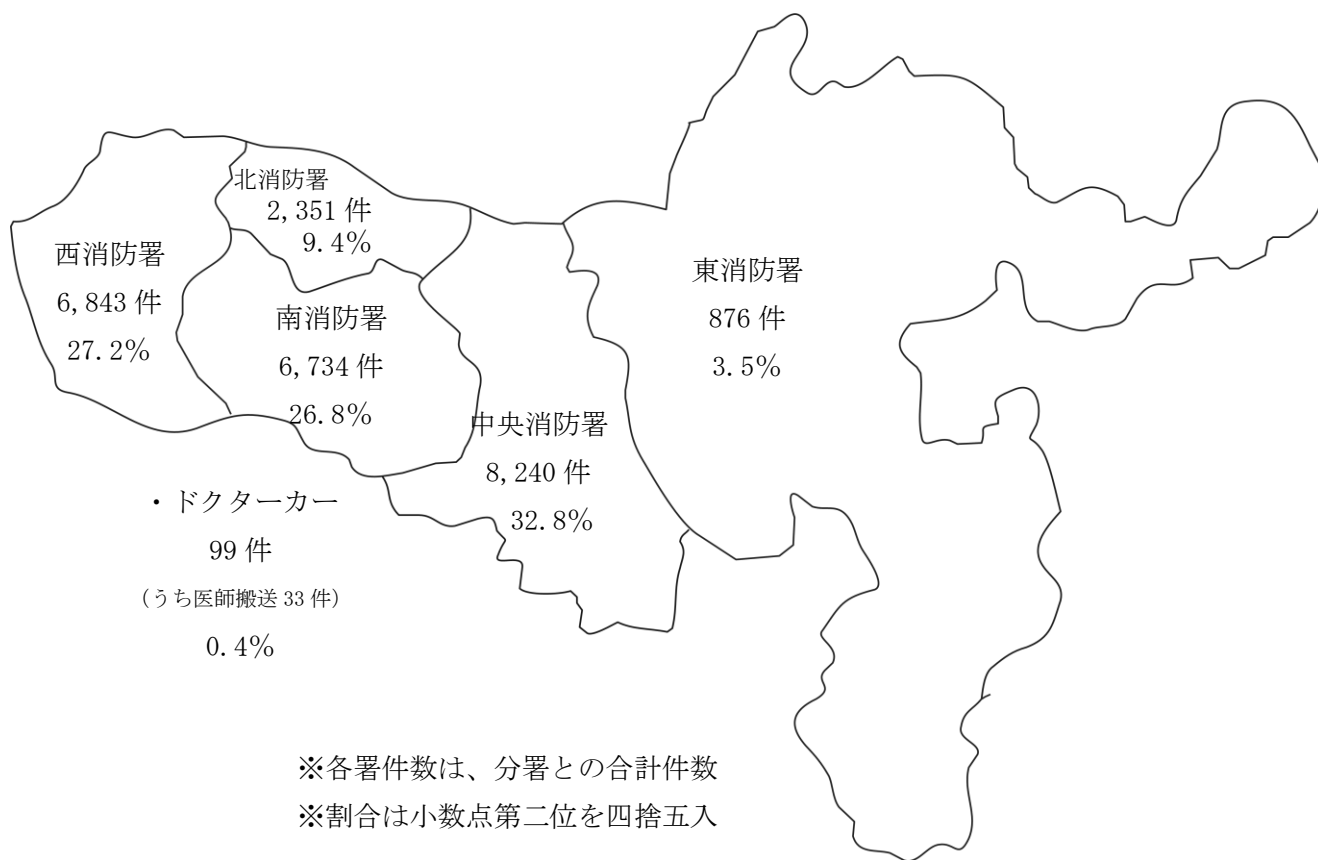 北消防署
2,351 件
9.4%
西消防署
6,843 件
27.2%
南消防署
6,734 件
26.8%
東消防署
876 件
3.5%
中央消防署
8,240 件
32.8%
・ドクターカー
99 件
(うち医師搬送 33 件)
0.4%
※各署件数は、分署との合計件数
※割合は小数点第二位を四捨五入